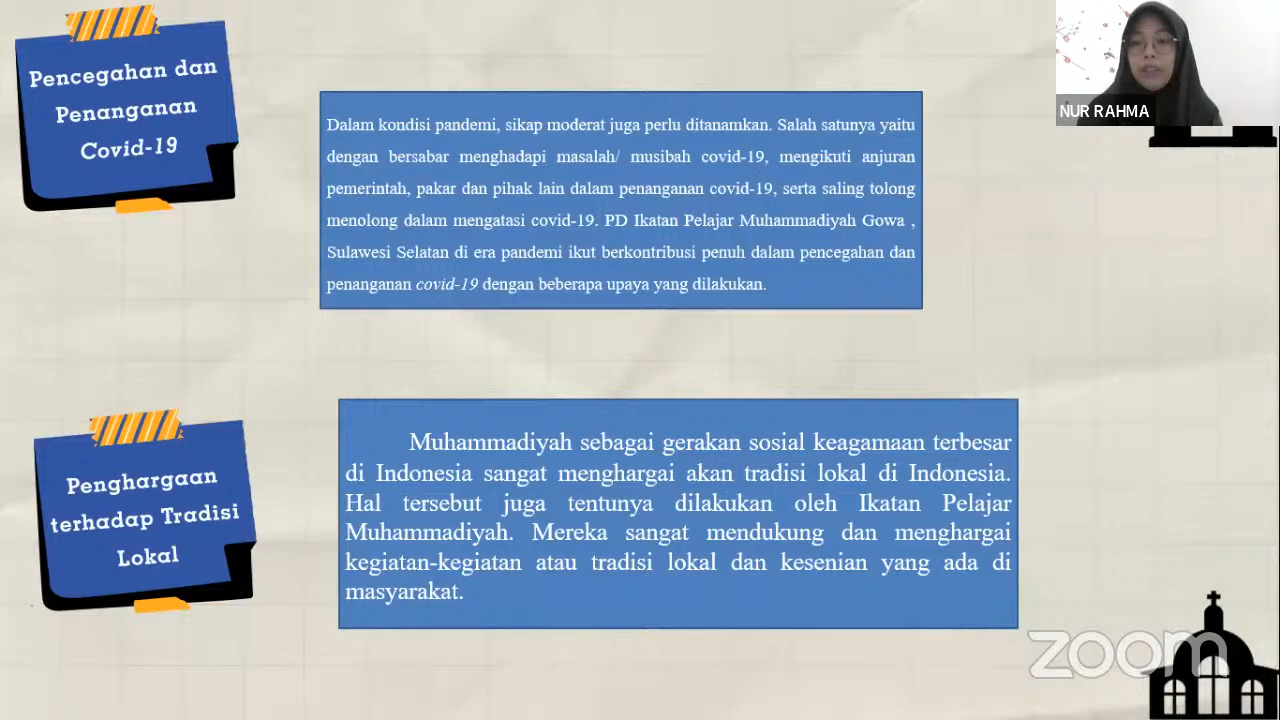 Pencegahan dan
Penanganan
Covid-19
Dalam kondisi pandemi, sikap moderat juga perlu ditanamkan. Salah satunya yaitu
dengan bersabar menghadapi masalah/ musibah covid-19, mengikuti anjuran
pemerintah, pakar dan pihak lain dalam penanganan covid-19, serta saling tolong
menolong dalam mengatasi covid-19. PD Ikatan Pelajar Muhammadiyah Gowa ,
Sulawesi Selatan di era pandemi ikut berkontribusi penuh dalam pencegahan dan
penanganan covid-19 dengan beberapa upaya yang dilakukan.
NUR RAHMA
Penghargaan
terhadap Tradisi
Lokal
Muhammadiyah sebagai gerakan sosial keagamaan terbesar
di Indonesia sangat menghargai akan tradisi lokal di Indonesia.
Hal tersebut juga tentunya dilakukan oleh Ikatan Pelajar
Muhammadiyah. Mereka sangat mendukung dan menghargai
kegiatan-kegiatan atau tradisi lokal dan kesenian yang ada di
masyarakat.
zoom